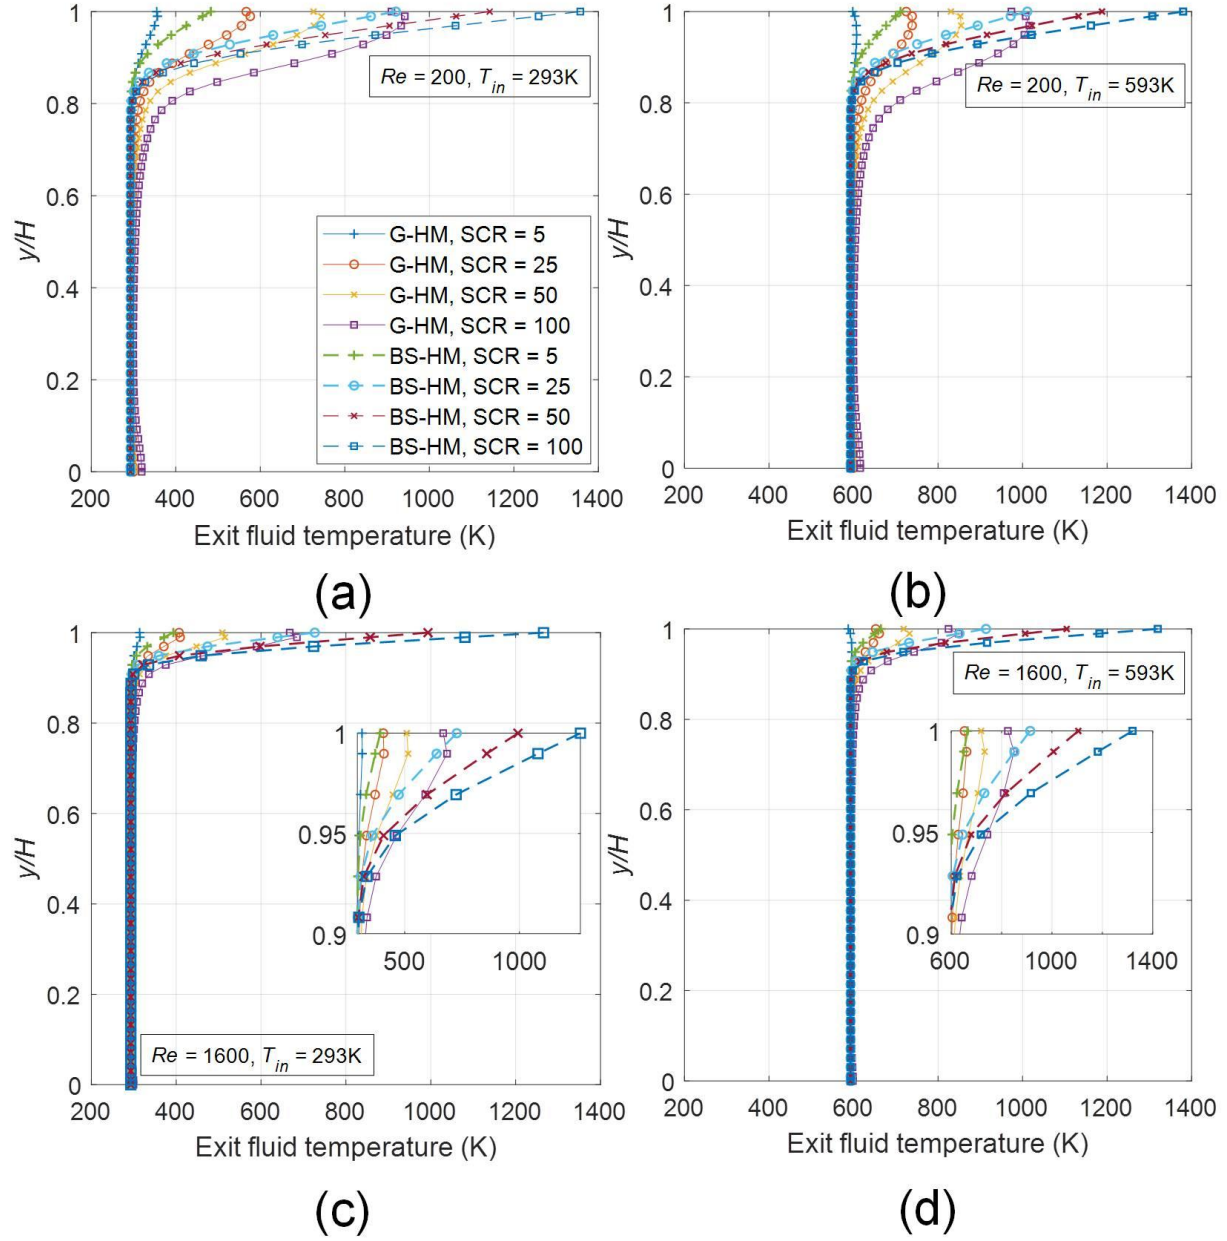 1
0.8
0.6
0.4
0.2
0
y/H
200 400 600 800 1000 1200 1400
Exit fluid temperature (K)
Re = 200, T_in = 293K
G-HM, SCR = 5
G-HM, SCR = 25
G-HM, SCR = 50
G-HM, SCR = 100
BS-HM, SCR = 5
BS-HM, SCR = 25
BS-HM, SCR = 50
BS-HM, SCR = 100
(a)
1
0.8
0.6
0.4
0.2
0
200 400 600 800 1000 1200 1400
Exit fluid temperature (K)
Re = 200, T_in = 593K
(b)
1
0.8
0.6
0.4
0.2
0
y/H
200 400 600 800 1000 1200 1400
Exit fluid temperature (K)
Re = 1600, T_in = 293K
1
0.95
0.9
500 1000
(c)
1
0.8
0.6
0.4
0.2
0
y/H
200 400 600 800 1000 1200 1400
Exit fluid temperature (K)
Re = 1600, T_in = 593K
1
0.95
0.9
600 1000 1400
(d)